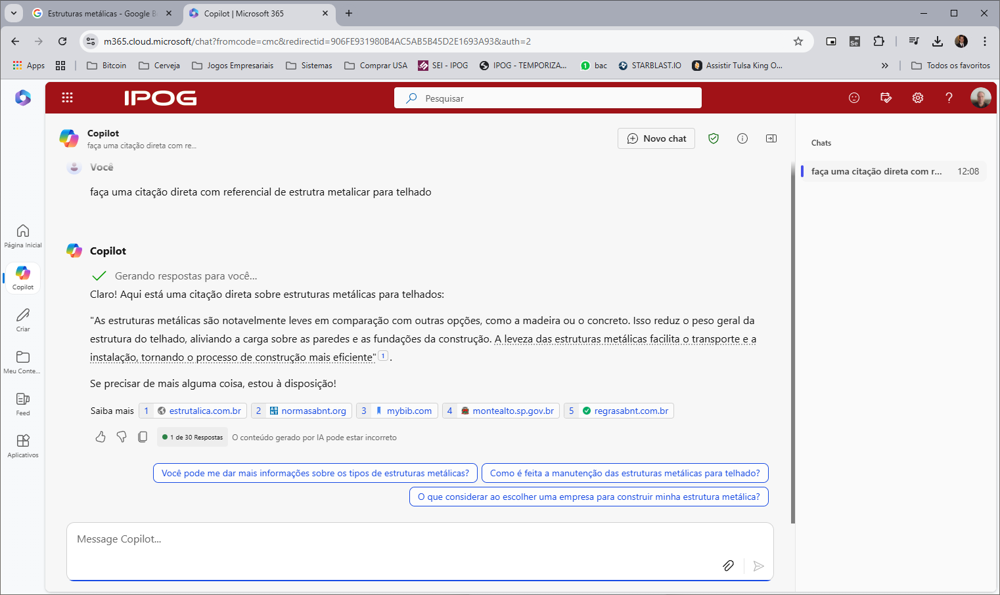 Estruturas metálicas - Google B
Copilot | Microsoft 365
m365.cloud.microsoft/chat?fromcode=cmc&redirectid=906FE931980B4AC5AB5B45D2E1693A93&auth=2
Apps
Bitcoin
Cerveja
Jogos Empresariais
Sistemas
Comprar USA
SEI - IPOG
IPOG - TEMPORIZA...
1
bac
STARBLAST.IO
Assistir Tulsa King O...
Todos os favoritos
IPOG
Pesquisar
Copilot
faça uma citação direta com re...
Novo chat
Chats
faça uma citação direta com r... 12:08
Você
faça uma citação direta com referencial de estrutra metalicar para telhado
Página Inicial
Copilot
Criar
Meu Conte...
Feed
Aplicativos
Copilot
Gerando respostas para você...
Claro! Aqui está uma citação direta sobre estruturas metálicas para telhados:
"As estruturas metálicas são notavelmente leves em comparação com outras opções, como a madeira ou o concreto. Isso reduz o peso geral da
estrutura do telhado, aliviando a carga sobre as paredes e as fundações da construção. A leveza das estruturas metálicas facilita o transporte e a
instalação, tornando o processo de construção mais eficiente" 1 .
Se precisar de mais alguma coisa, estou à disposição!
Saiba mais 1 estrutalica.com.br 2 normasabnt.org 3 mybib.com 4 montealto.sp.gov.br 5 regrasabnt.com.br
1 de 30 Respostas O conteúdo gerado por IA pode estar incorreto
Você pode me dar mais informações sobre os tipos de estruturas metálicas? Como é feita a manutenção das estruturas metálicas para telhado?
O que considerar ao escolher uma empresa para construir minha estrutura metálica?
Message Copilot...